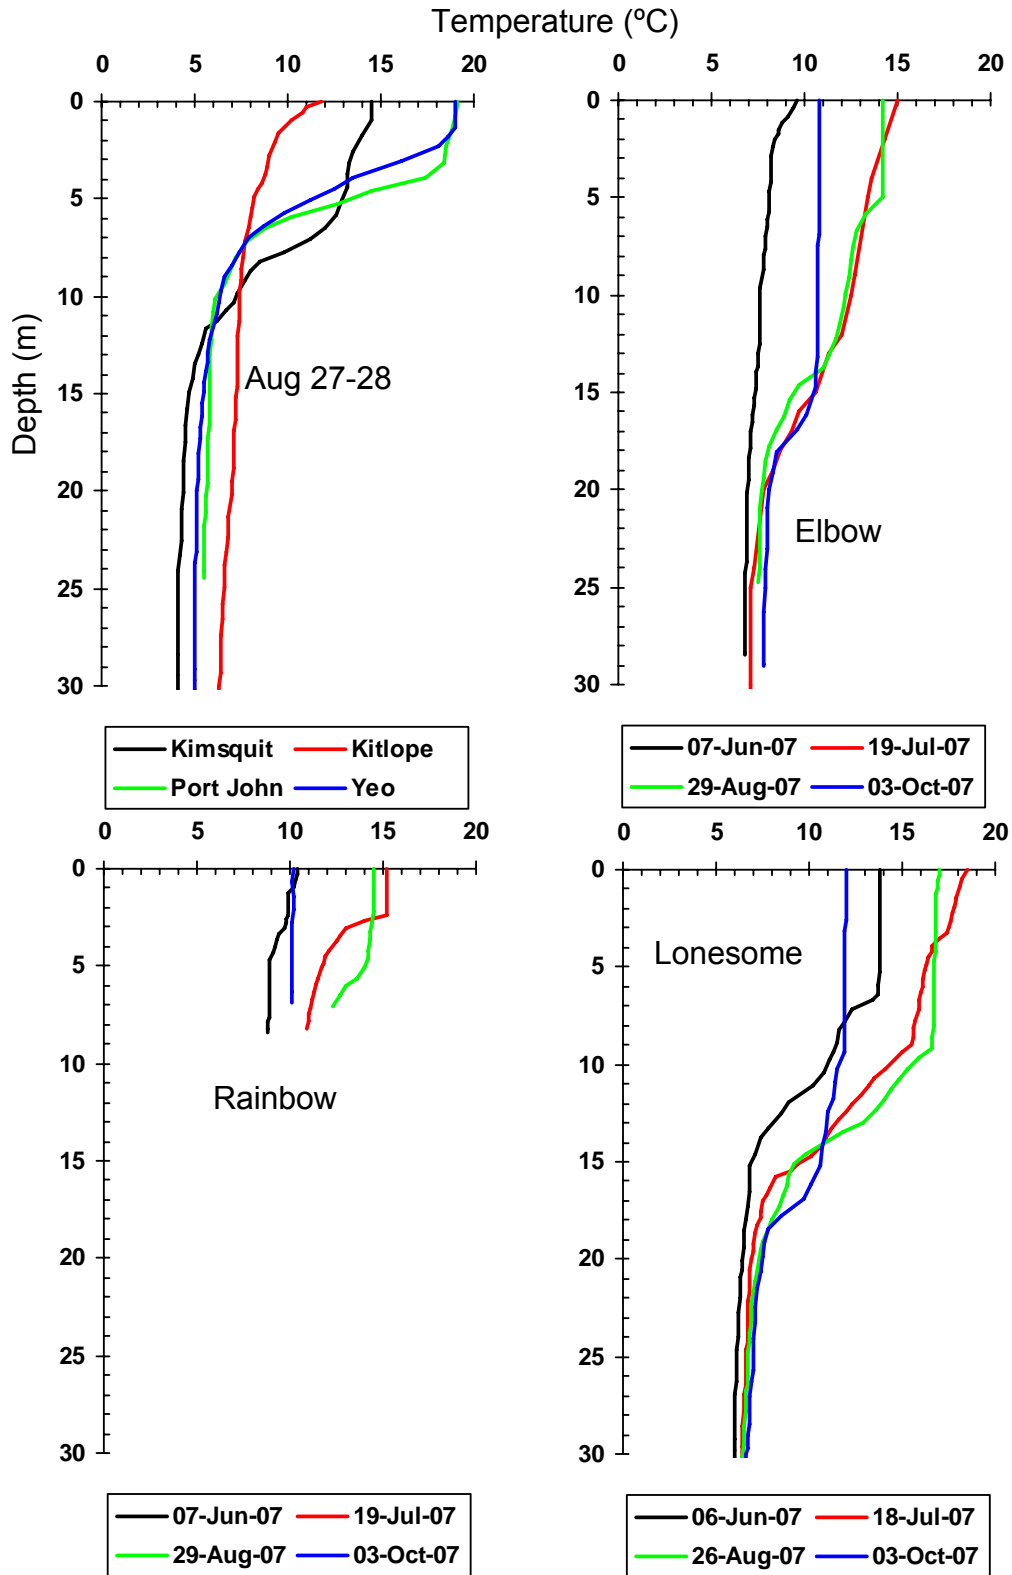 Temperature (ºC)
0 5 10 15 20
0 5 10 15 20
0
5
10
15
20
25
30
Depth (m)
Aug 27-28
0
5
10
15
20
25
30
Elbow
Kimsquit Kitlope
Port John Yeo
07-Jun-07 19-Jul-07
29-Aug-07 03-Oct-07
0 5 10 15 20
0 5 10 15 20
0
5
10
15
20
25
30
Rainbow
0
5
10
15
20
25
30
Lonesome
07-Jun-07 19-Jul-07
29-Aug-07 03-Oct-07
06-Jun-07 18-Jul-07
26-Aug-07 03-Oct-07